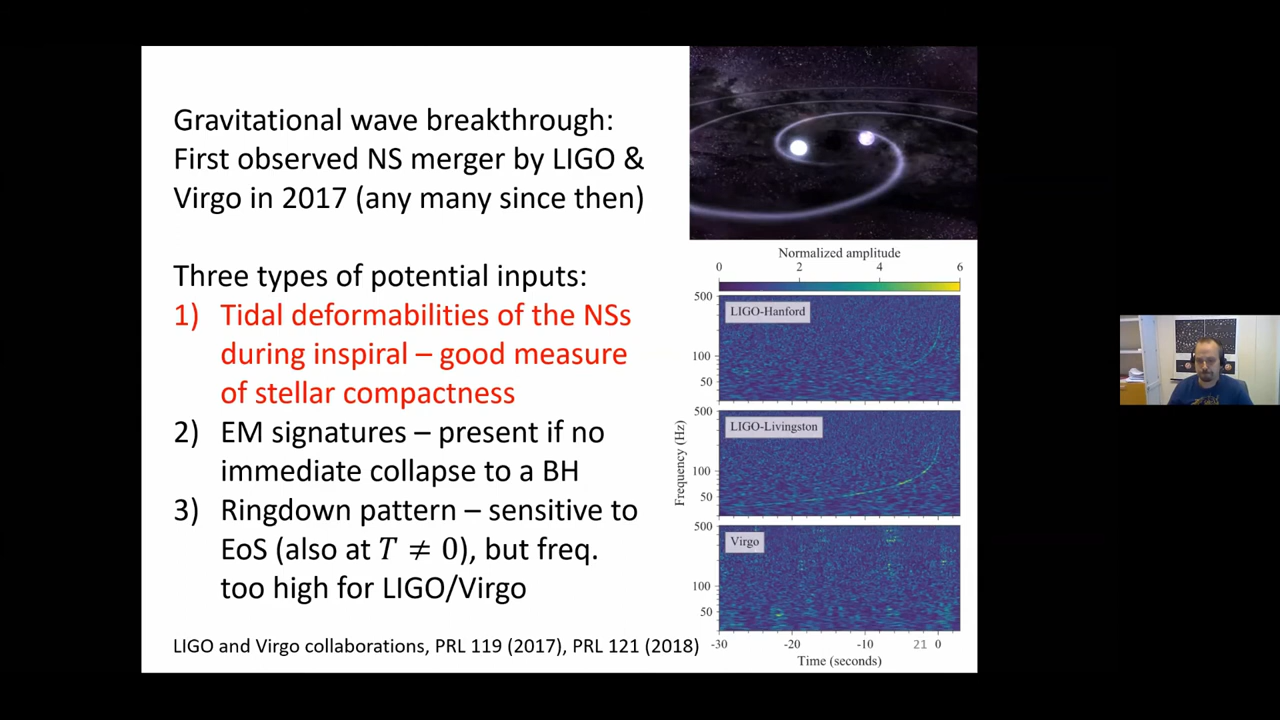 Gravitational wave breakthrough:
First observed NS merger by LIGO &
Virgo in 2017 (any many since then)
Three types of potential inputs:
1) Tidal deformabilities of the NSs
during inspiral – good measure
of stellar compactness
2) EM signatures – present if no
immediate collapse to a BH
3) Ringdown pattern – sensitive to
EoS (also at T ≠ 0), but freq.
too high for LIGO/Virgo
LIGO and Virgo collaborations, PRL 119 (2017), PRL 121 (2018)
Normalized amplitude
0 2 4 6
500
LIGO-Hanford
100
50
500
LIGO-Livingston
100
50
Frequency (Hz)
500
Virgo
100
50
-30 -20 -10 21 0
Time (seconds)